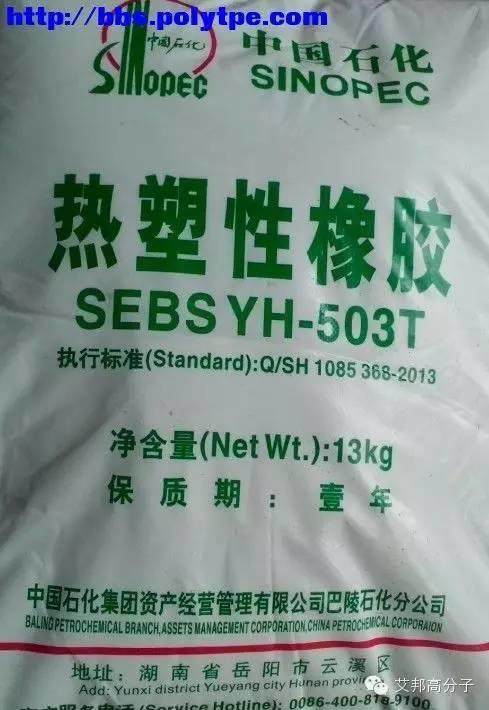 http://bbs.polytpe.com
中国石化
SINOPEC
中国石化
SINOPEC
热塑性橡胶
SEBS YH-503T
执行标准(Standard):Q/SH 1085 368-2013
净含量(Net Wt.):13kg
保质期：壹年
中国石化集团资产经营管理有限公司巴陵石化分公司
BALING PETROCHEMICAL BRANCH,ASSETS MANAGEMENT CORPORATION,CHINA PETROCHEMICAL CORPORAION
地址：湖南省岳阳市云溪区
Add: Yunxi district Yueyang city Hunan province
艾邦高分子
(Service Hotline): 0086-400-818-9100